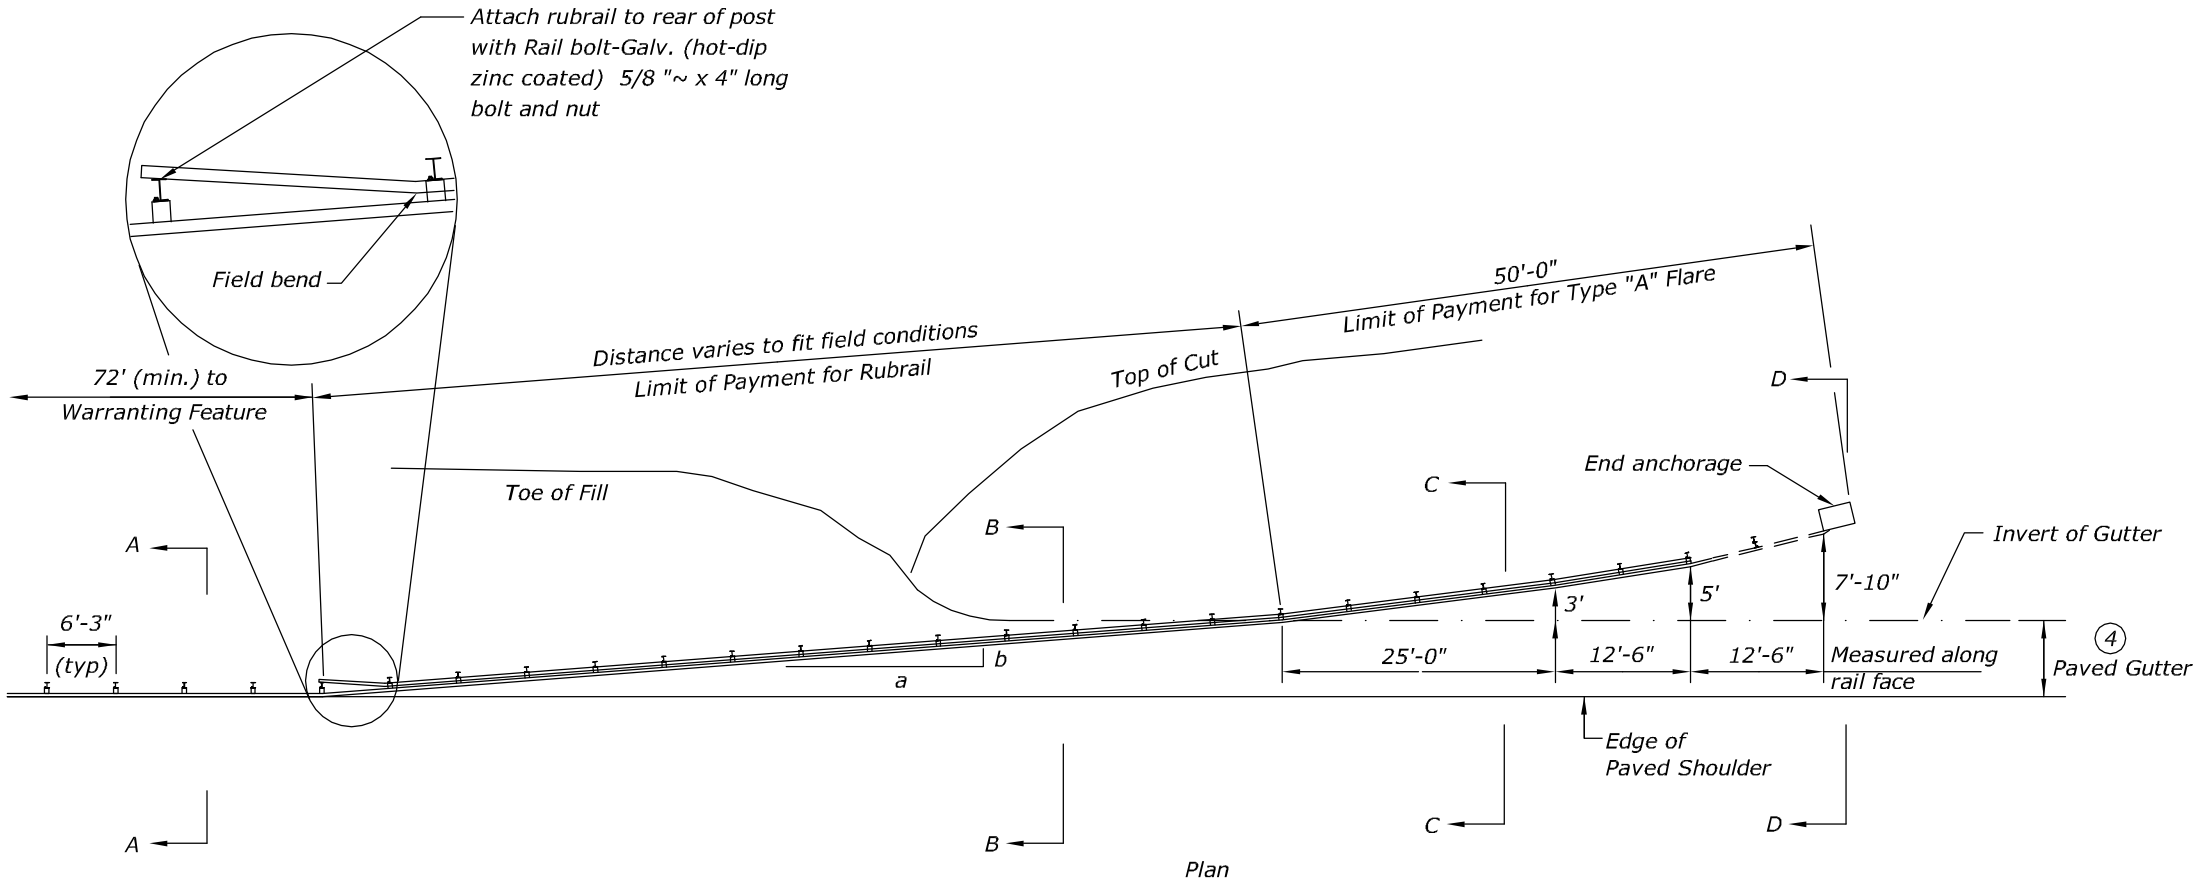 Attach rubrail to rear of post
with Rail bolt-Galv. (hot-dip
zinc coated)  5/8 "~ x 4" long
bolt and nut
Field bend
50'-0"
Limit of Payment for Type "A" Flare
Distance varies to fit field conditions
Limit of Payment for Rubrail
72' (min.) to
Warranting Feature
Top of Cut
D
End anchorage
C
Toe of Fill
B
A
Invert of Gutter
6'-3"
(typ)
3'
5'
7'-10"
b
a
25'-0"
12'-6"
12'-6"
Measured along
rail face
4
Paved Gutter
Edge of
Paved Shoulder
A
B
C
D
Plan